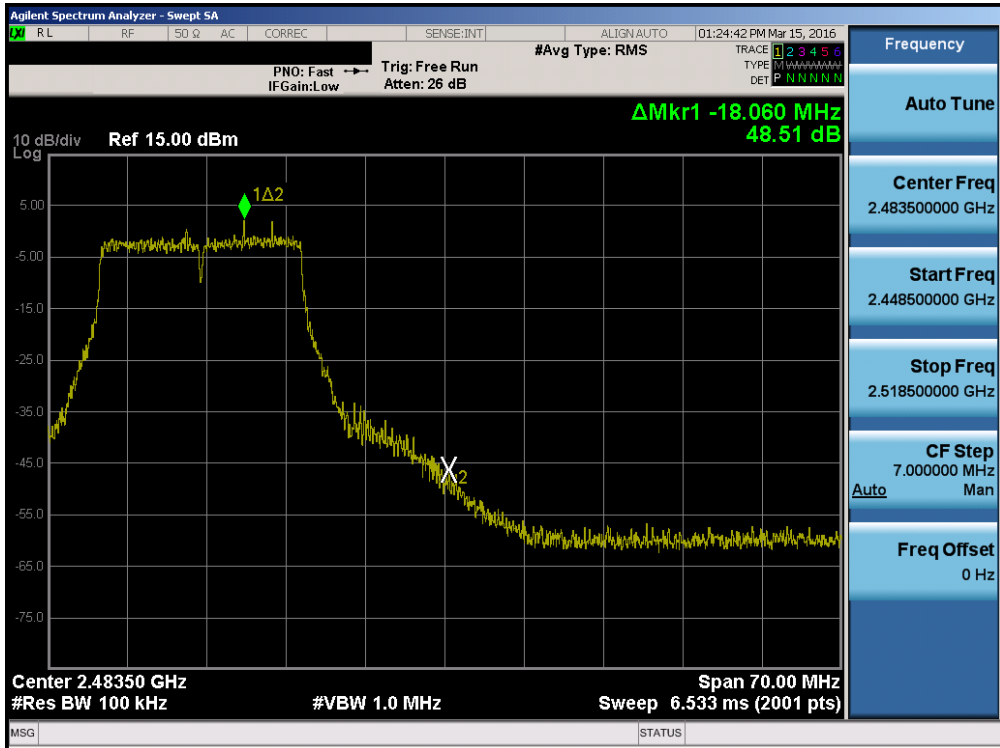 Agilent Spectrum Analyzer - Swept SA
LXI RL RF 50 Ω AC CORREC SENSE:INT ALIGN AUTO 01:24:42 PM Mar 15, 2016
PNO: Fast
IFGain:Low
Trig: Free Run
Atten: 26 dB
#Avg Type: RMS
TRACE 1 2 3 4 5 6
TYPE M WWWWW
DET P N N N N N
ΔMkr1 -18.060 MHz
48.51 dB
10 dB/div Ref 15.00 dBm
Log
1Δ2
5.00
-5.00
-15.0
-25.0
-35.0
-45.0
2
-55.0
-65.0
-75.0
Center 2.48350 GHz Span 70.00 MHz
#Res BW 100 kHz #VBW 1.0 MHz Sweep 6.533 ms (2001 pts)
MSG STATUS
Frequency
Auto Tune
Center Freq
2.483500000 GHz
Start Freq
2.448500000 GHz
Stop Freq
2.518500000 GHz
CF Step
7.000000 MHz
Auto Man
Freq Offset
0 Hz